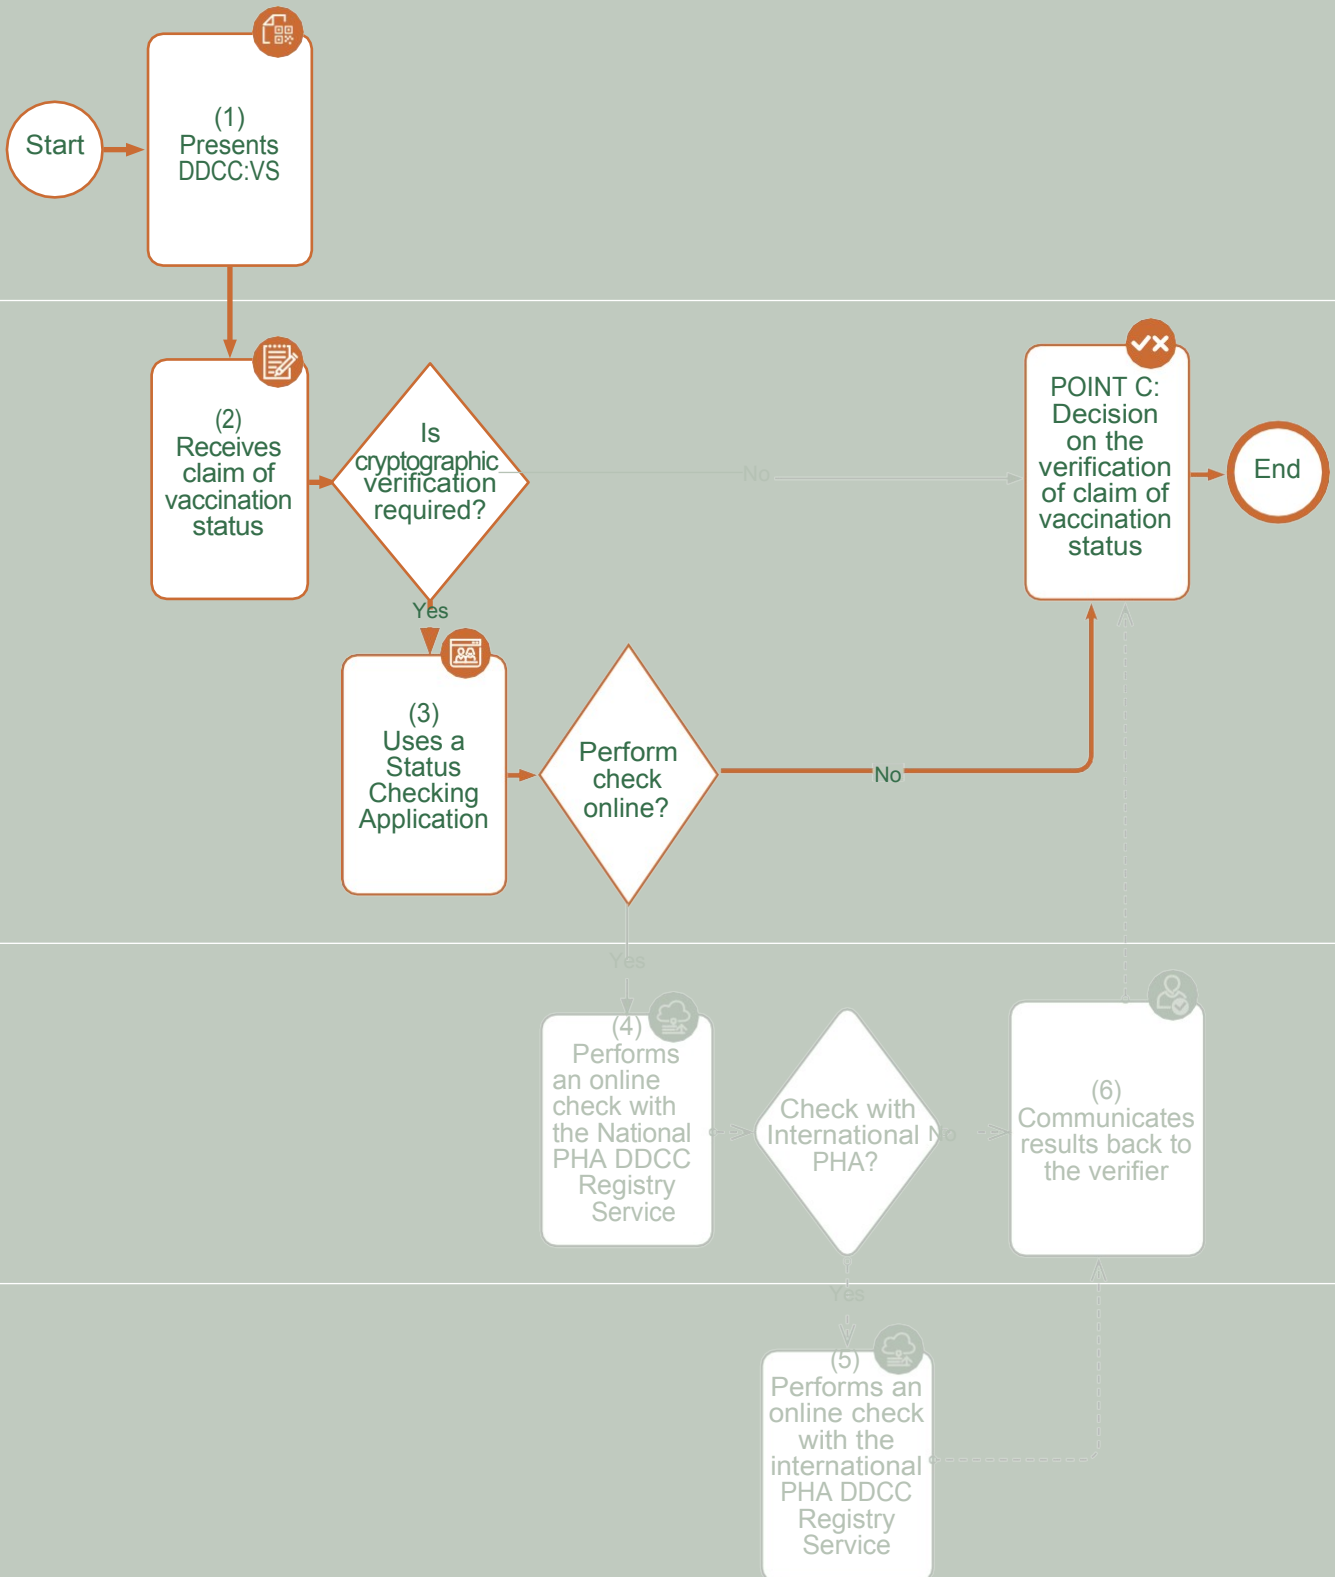 Start
(1)
Presents
DDCC:VS
(2)
Receives
claim of
vaccination
status
Is
cryptographic
verification
required?
No
POINT C:
Decision
on the
verification
of claim of
vaccination
status
End
Yes
(3)
Uses a
Status
Checking
Application
Perform
check
online?
No
Yes
(4)
Performs
an online
check with
the National
PHA DDCC
Registry
Service
Check with
International
PHA?
No
(6)
Communicates
results back to
the verifier
Yes
(5)
Performs an
online check
with the
international
PHA DDCC
Registry
Service